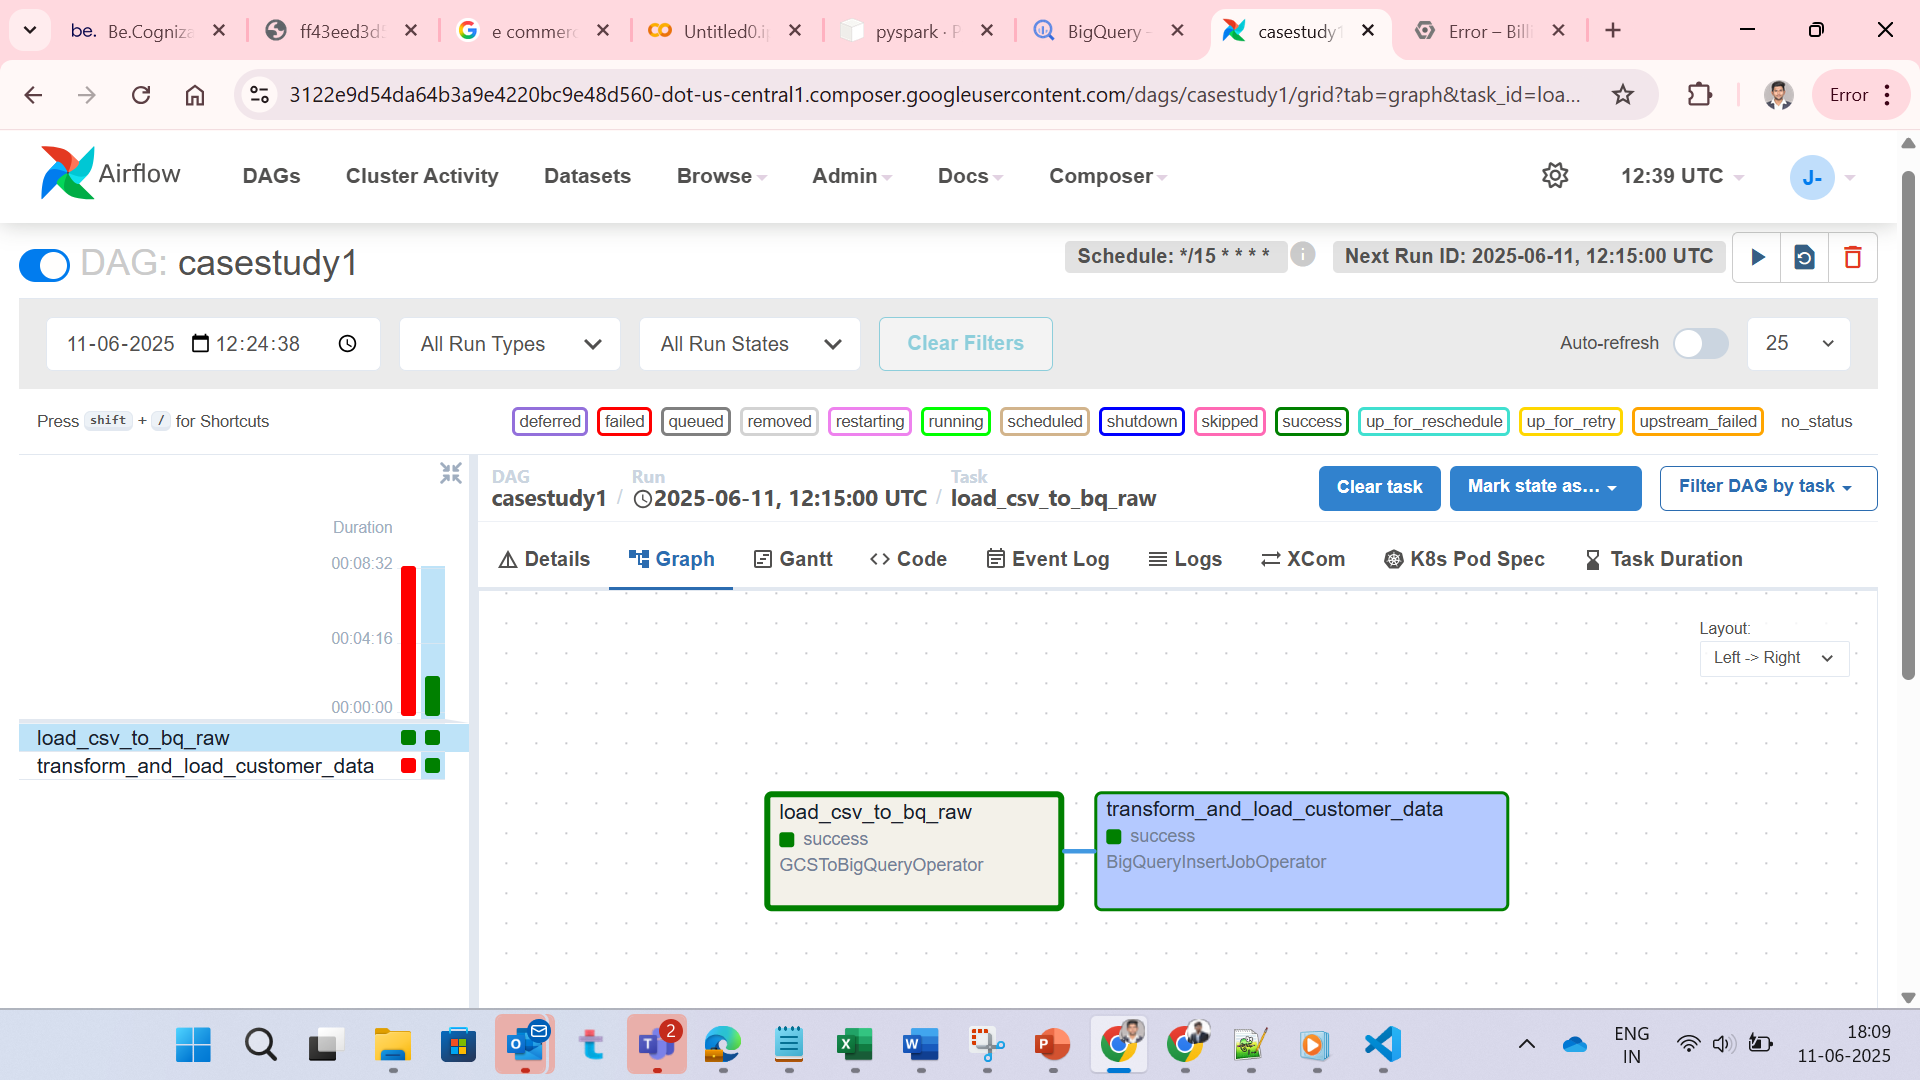 be. Be.Cogniza
ff43eed3d5
e commerc
Untitled0.i
pyspark · P
BigQuery -
casestudy1
Error – Billi
3122e9d54da64b3a9e4220bc9e48d560-dot-us-central1.composer.googleusercontent.com/dags/casestudy1/grid?tab=graph&task_id=loa...
Error
Airflow
DAGs
Cluster Activity
Datasets
Browse
Admin
Docs
Composer
12:39 UTC
J-
DAG: casestudy1
Schedule: */15 * * * *
Next Run ID: 2025-06-11, 12:15:00 UTC
11-06-2025 12:24:38
All Run Types
All Run States
Clear Filters
Auto-refresh
25
Press shift + / for Shortcuts
deferred
failed
queued
removed
restarting
running
scheduled
shutdown
skipped
success
up_for_reschedule
up_for_retry
upstream_failed
no_status
DAG
casestudy1
/
Run
2025-06-11, 12:15:00 UTC
/
Task
load_csv_to_bq_raw
Clear task
Mark state as...
Filter DAG by task
Duration
00:08:32
00:04:16
00:00:00
load_csv_to_bq_raw
transform_and_load_customer_data
Details
Graph
Gantt
Code
Event Log
Logs
XCom
K8s Pod Spec
Task Duration
Layout:
Left -> Right
load_csv_to_bq_raw
success
GCSToBigQueryOperator
transform_and_load_customer_data
success
BigQueryInsertJobOperator
2
ENG
IN
18:09
11-06-2025